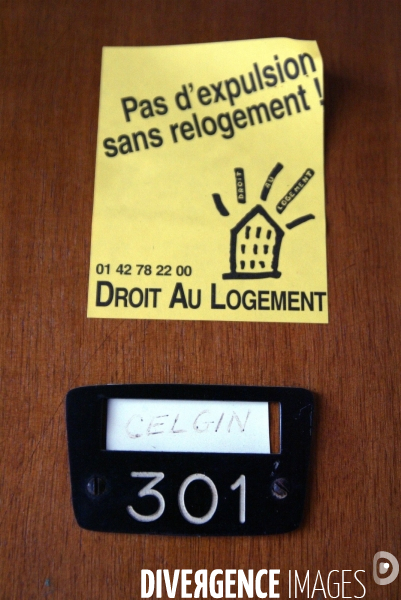 Pas d'expulsion
sans relogement !
DROIT AU LOGEMENT
01 42 78 22 00
DROIT AU LOGEMENT
CELGIN
301
DIVERGENCE IMAGES